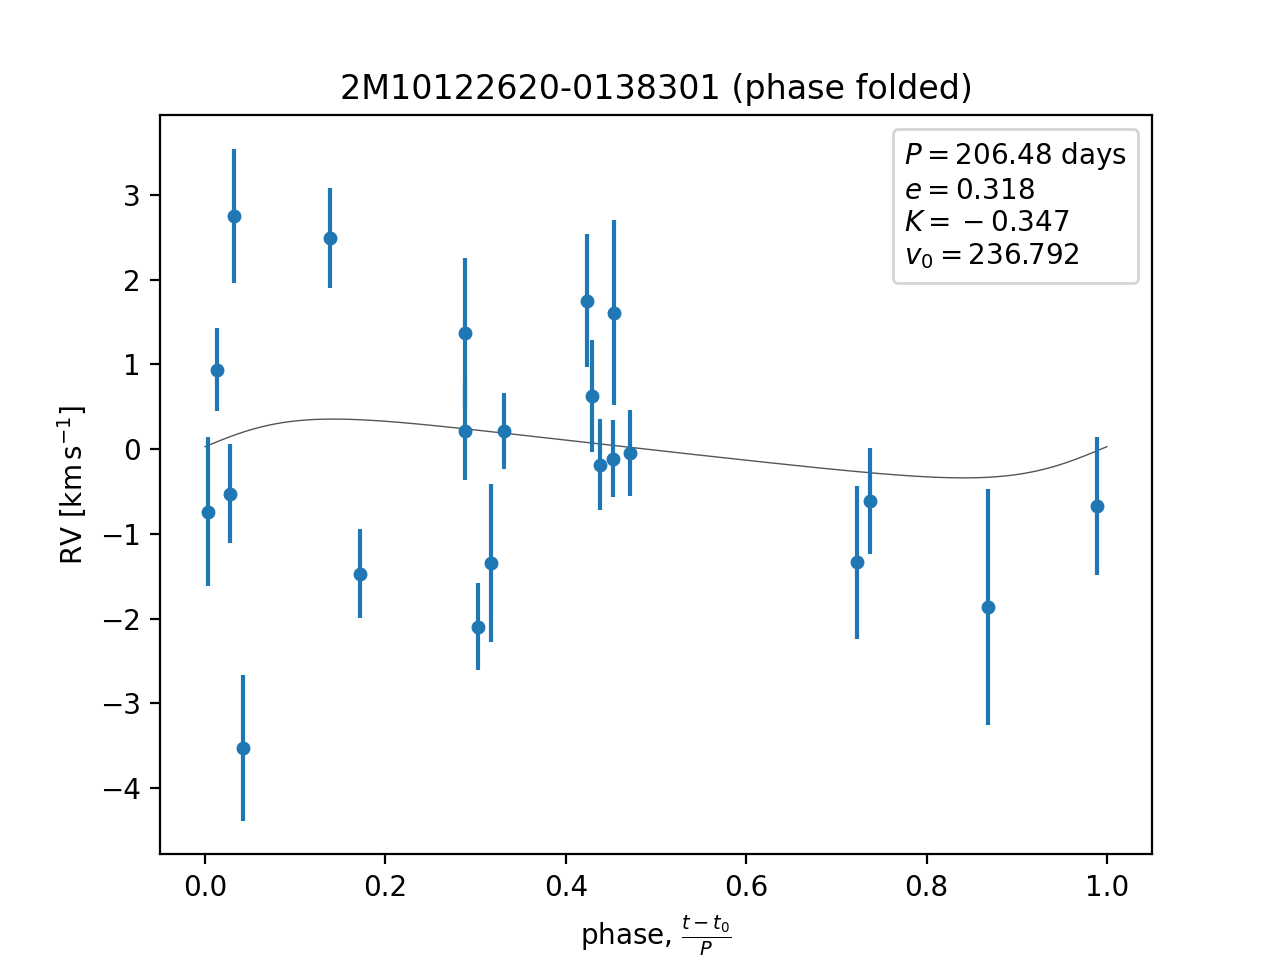 2M10122620-0138301 (phase folded)
P = 206.48 days
e = 0.318
K = −0.347
v₀ = 236.792
RV [km s⁻¹]
3
2
1
0
−1
−2
−3
−4
0.0 0.2 0.4 0.6 0.8 1.0
phase, (t − t₀)/P